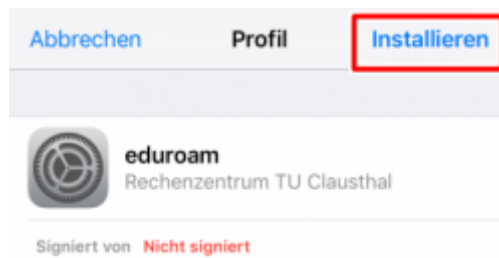 Abbrechen Profil Installieren
eduroam
Rechenzentrum TU Clausthal
Signiert von Nicht signiert